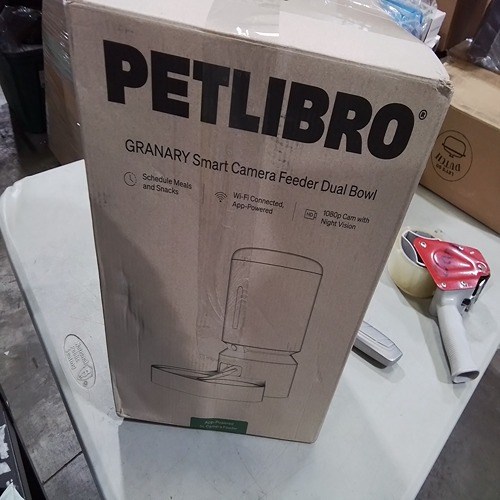 PETLIBRO®
GRANARY Smart Camera Feeder Dual Bowl
Schedule Meals
and Snacks
Wi-Fi Connected,
App-Powered
HD
1080p Cam with
Night Vision